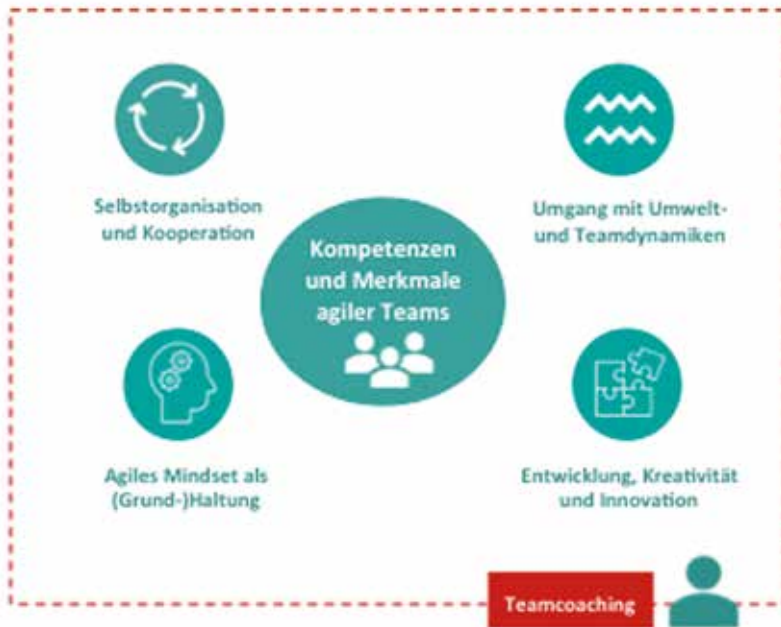 Selbstorganisation
und Kooperation
Umgang mit Umwelt-
und Teamdynamiken
Kompetenzen
und Merkmale
agiler Teams
Agiles Mindset als
(Grund-)Haltung
Entwicklung, Kreativität
und Innovation
Teamcoaching